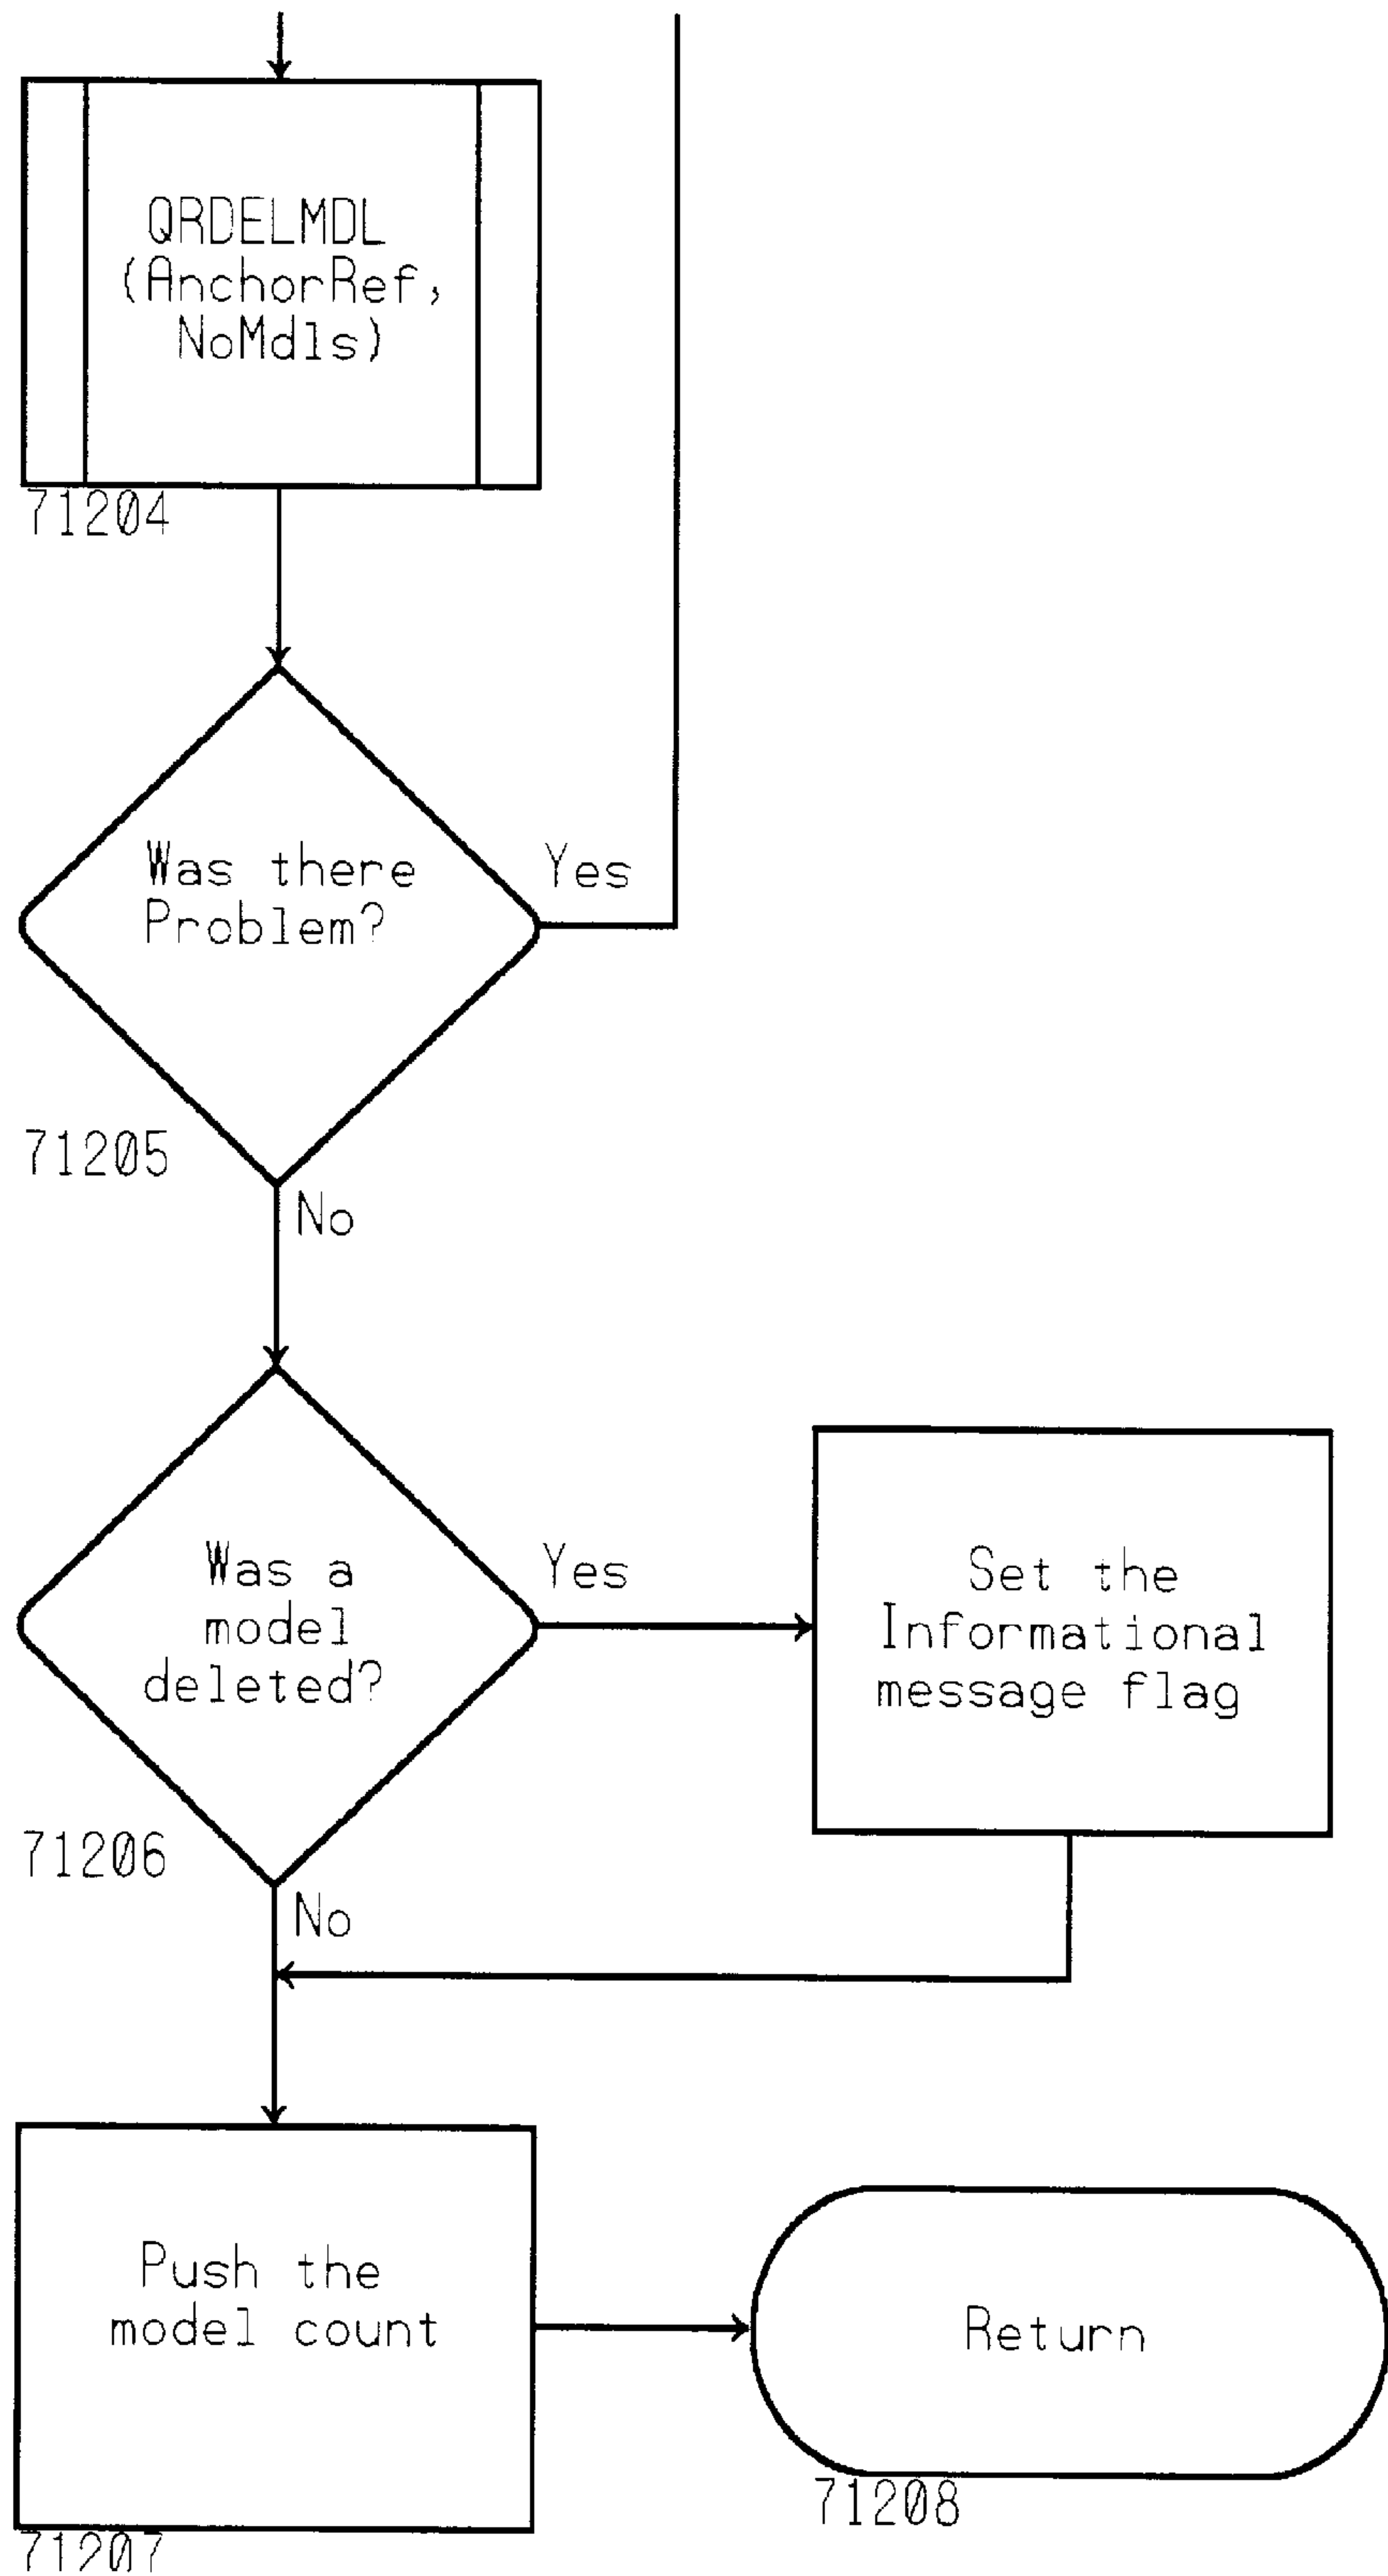 QRDELMDL
(AnchorRef,
NoMdls)
71204
Was there
Problem?
Yes
71205
No
Was a
model
deleted?
Yes
Set the
Informational
message flag
71206
No
Push the
model count
Return
71208
71207